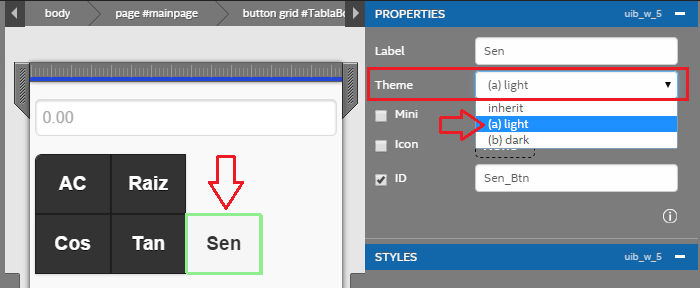 body
page #mainpage
button grid #TablaBo
0.00
AC
Raiz
Cos
Tan
Sen
PROPERTIES
uib_w_5
Label
Sen
Theme
(a) light
inherit
(a) light
(b) dark
Mini
Icon
ID
Sen_Btn
STYLES
uib_w_5